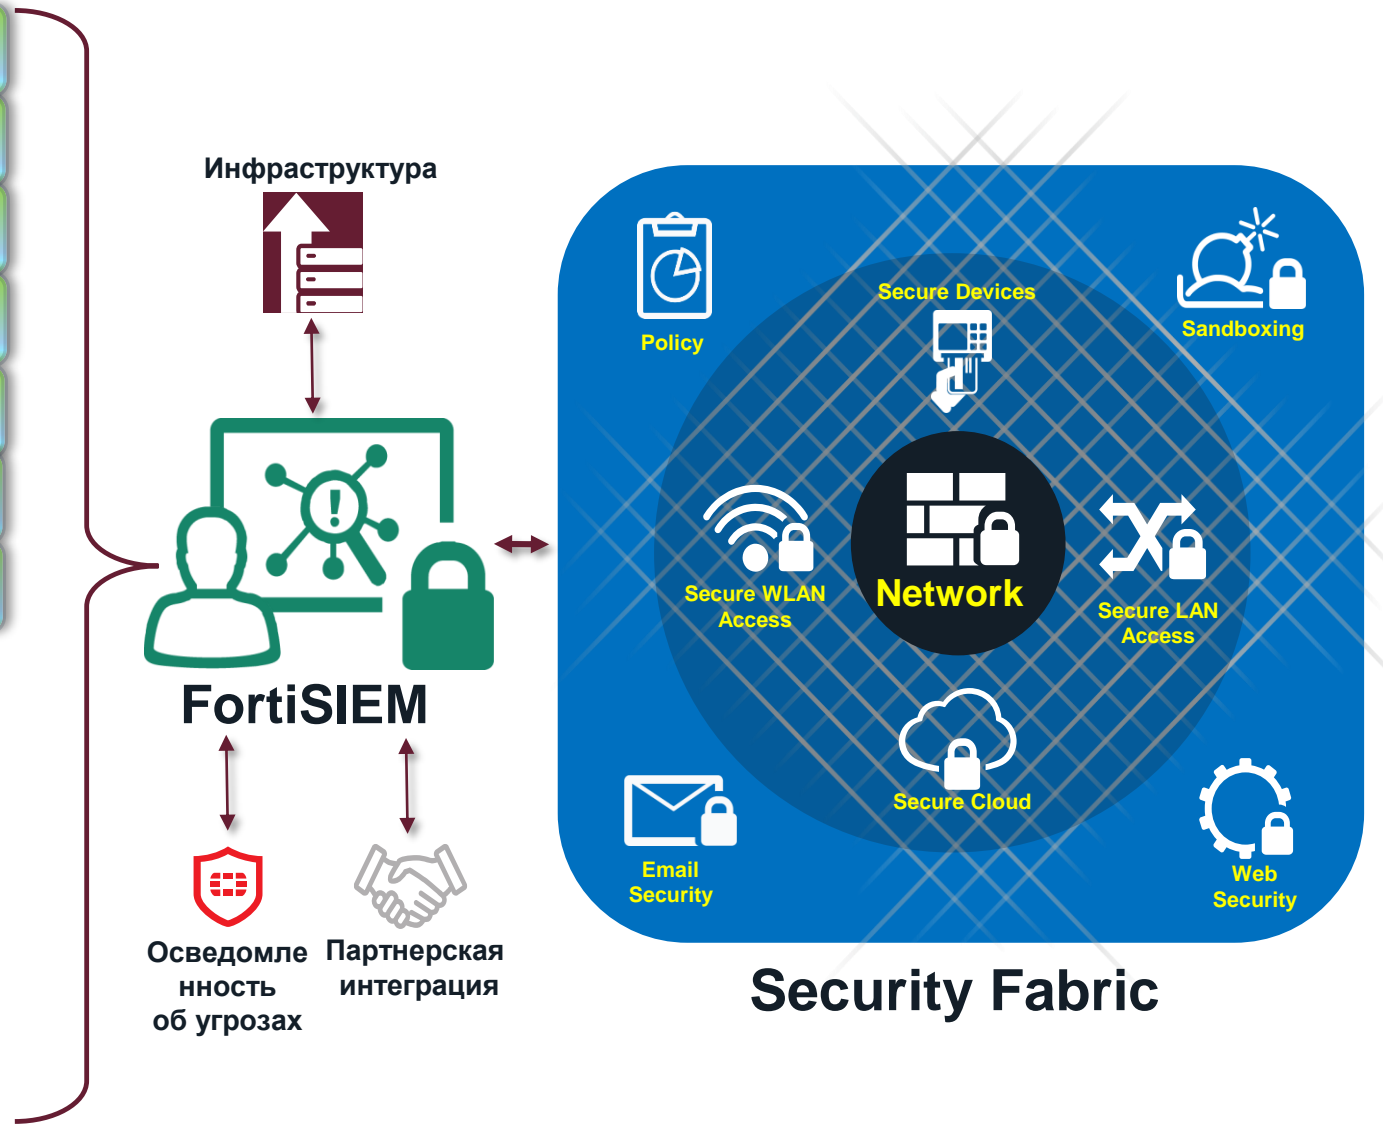 Инфраструктура
FortiSIEM
Осведомле
нность
об угрозах
Партнерская
интеграция
Policy
Secure Devices
Sandboxing
Secure WLAN
Access
Network
Secure LAN
Access
Secure Cloud
Email
Security
Web
Security
Security Fabric